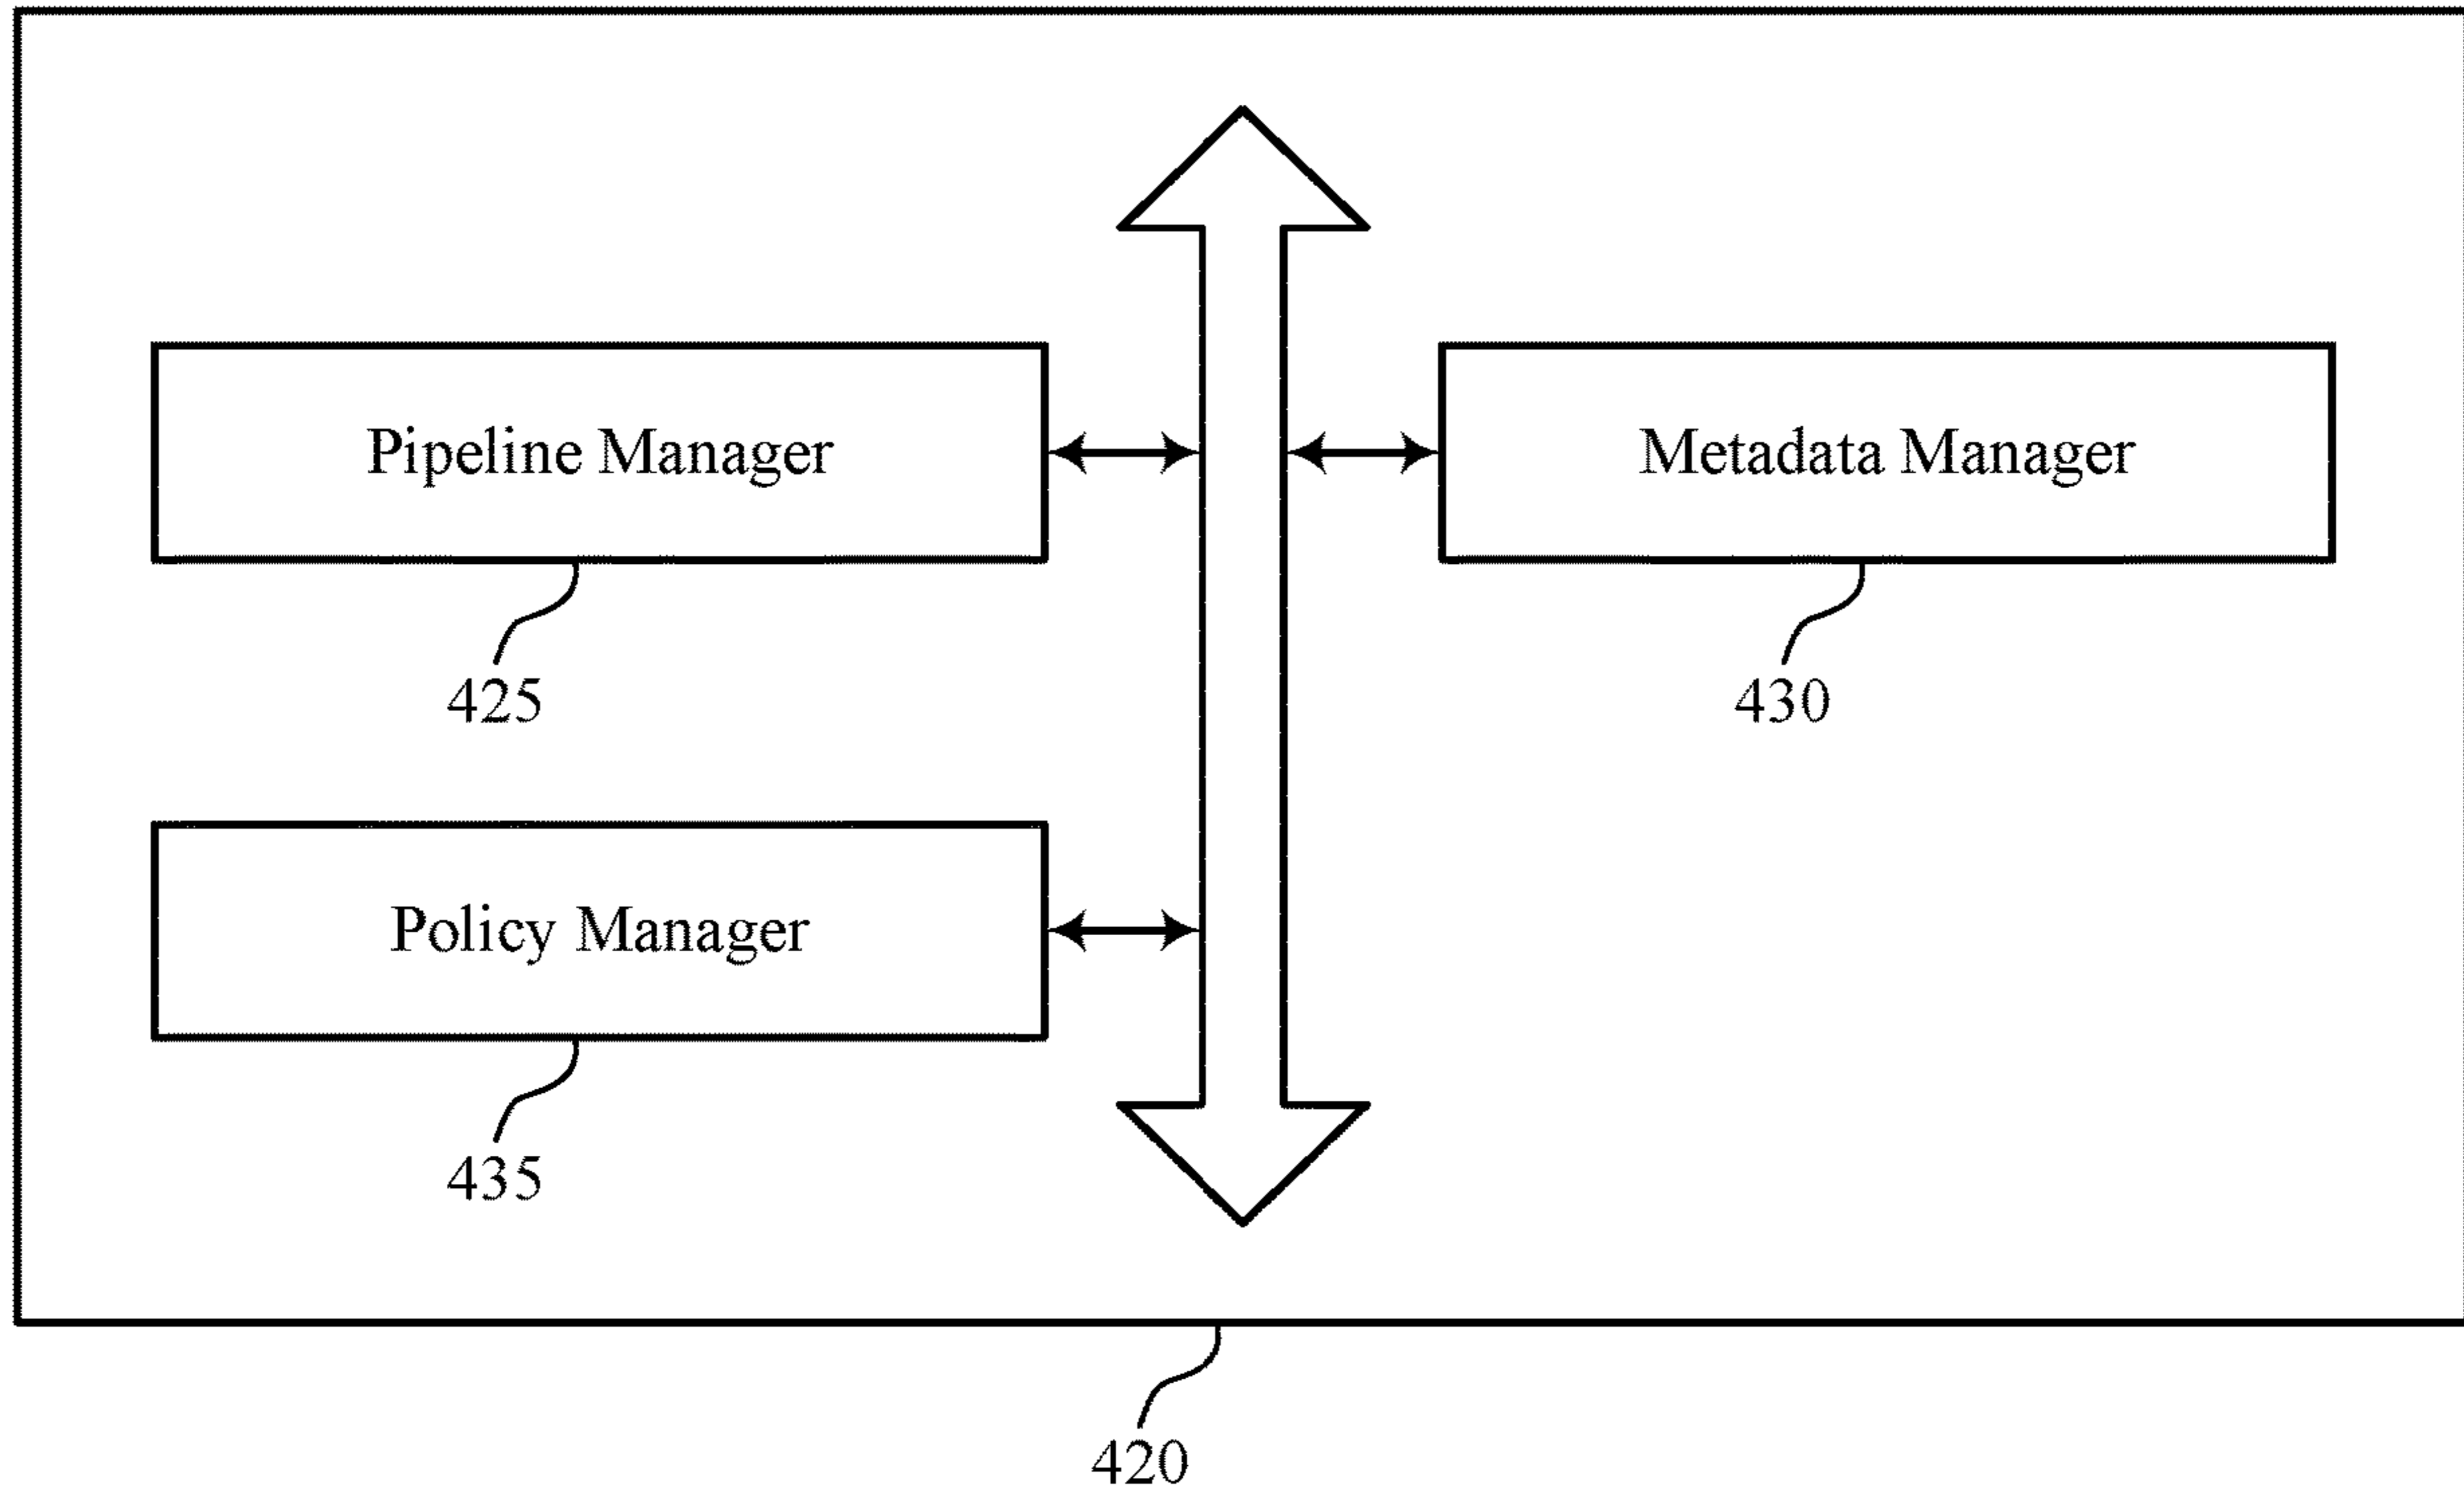 Pipeline Manager
Metadata Manager
425
430
Policy Manager
435
420